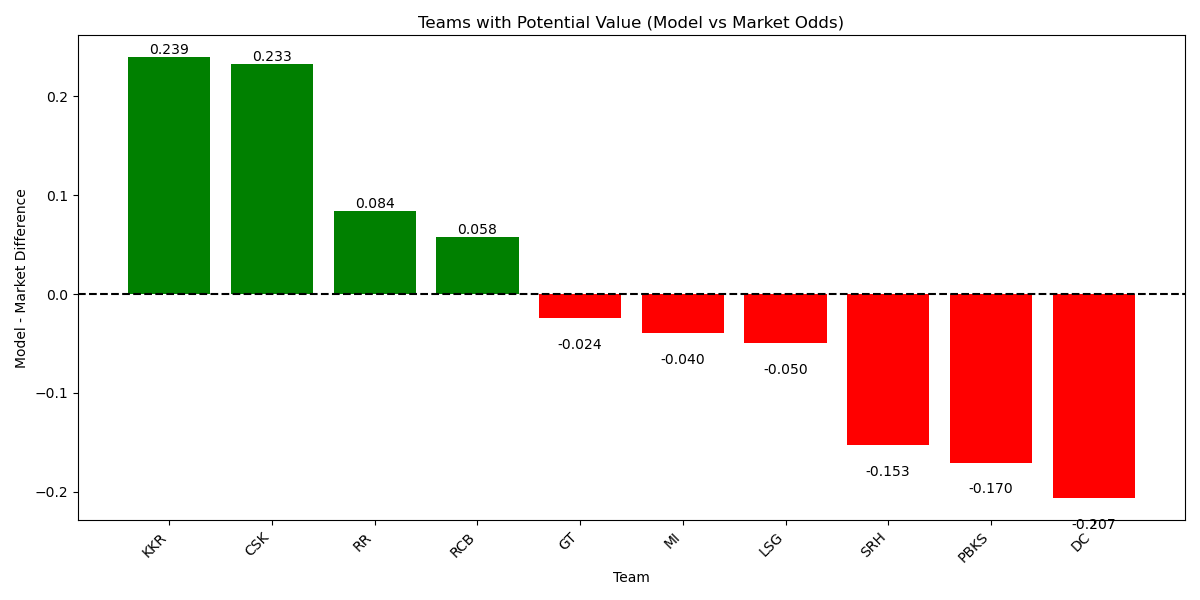 Teams with Potential Value (Model vs Market Odds)
Model - Market Difference
0.2
0.1
0.0
−0.1
−0.2
0.239
0.233
0.084
0.058
-0.024
-0.040
-0.050
-0.153
-0.170
-0.207
KKR
CSK
RR
RCB
GT
MI
LSG
SRH
PBKS
DC
Team